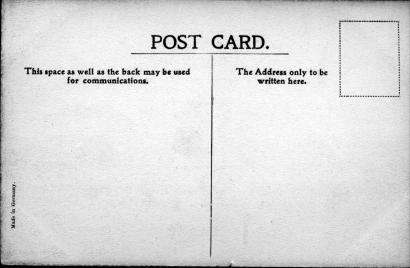 POST CARD.
This space as well as the back may be used
for communications.
The Address only to be
written here.
Made in Germany.